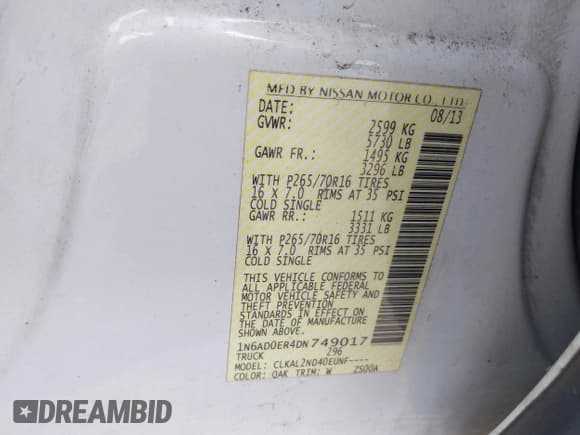 MFD BY NISSAN MOTOR CO., LTD.
DATE: 08/13
GVWR: 2599 KG
5730 LB
GAWR FR.: 1495 KG
3296 LB
WITH P265/70R16 TIRES
16 X 7.0 RIMS AT 35 PSI
COLD SINGLE
GAWR RR.: 1511 KG
3331 LB
WITH P265/70R16 TIRES
16 X 7.0 RIMS AT 35 PSI
COLD SINGLE
THIS VEHICLE CONFORMS TO
ALL APPLICABLE FEDERAL
MOTOR VEHICLE SAFETY AND
THEFT PREVENTION
STANDARDS IN EFFECT ON
THE DATE OF MANUFACTURE
SHOWN ABOVE.
1N6AD0ER4DN749017
TRUCK 296
MODEL: CLKAL2ND40EUNF----
COLOR: QAK TRIM: W 2500A
DREAMBID